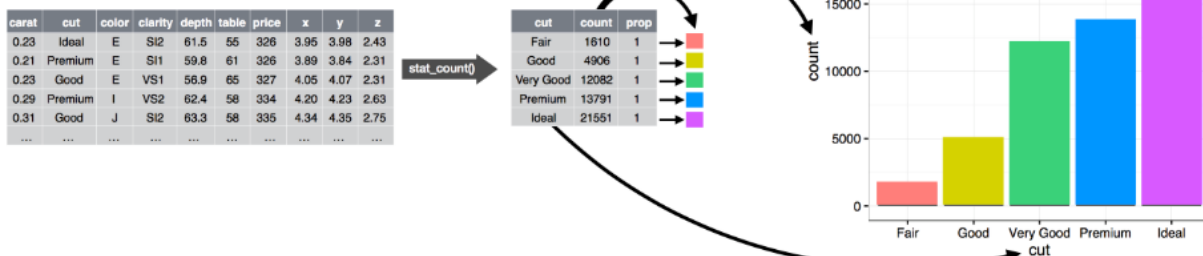 carat cut color clarity depth table price x y z
0.23 Ideal E SI2 61.5 55 326 3.95 3.98 2.43
0.21 Premium E SI1 59.8 61 326 3.89 3.84 2.31
0.23 Good E VS1 56.9 65 327 4.05 4.07 2.31
0.29 Premium I VS2 62.4 58 334 4.20 4.23 2.63
0.31 Good J SI2 63.3 58 335 4.34 4.35 2.75
... ... ... ... ... ... ... ... ... ...
stat_count()
cut count prop
Fair 1610 1
Good 4906 1
Very Good 12082 1
Premium 13791 1
Ideal 21551 1
count
15000
10000
5000
0
Fair Good Very Good Premium Ideal
cut